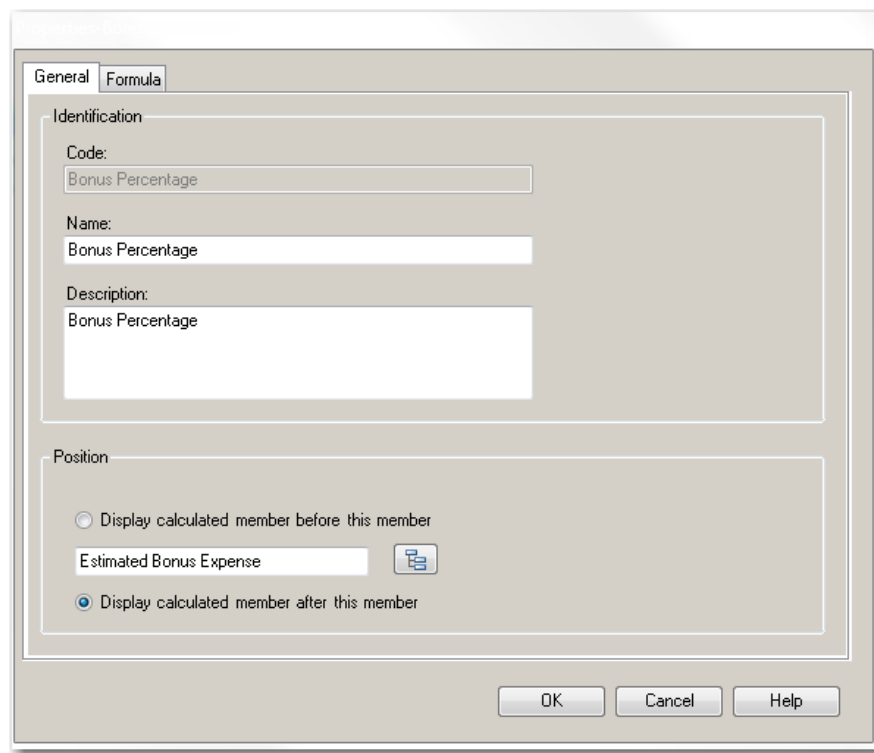 General
Formula
Identification
Code:
Bonus Percentage
Name:
Bonus Percentage
Description:
Bonus Percentage
Position
Display calculated member before this member
Estimated Bonus Expense
Display calculated member after this member
OK
Cancel
Help